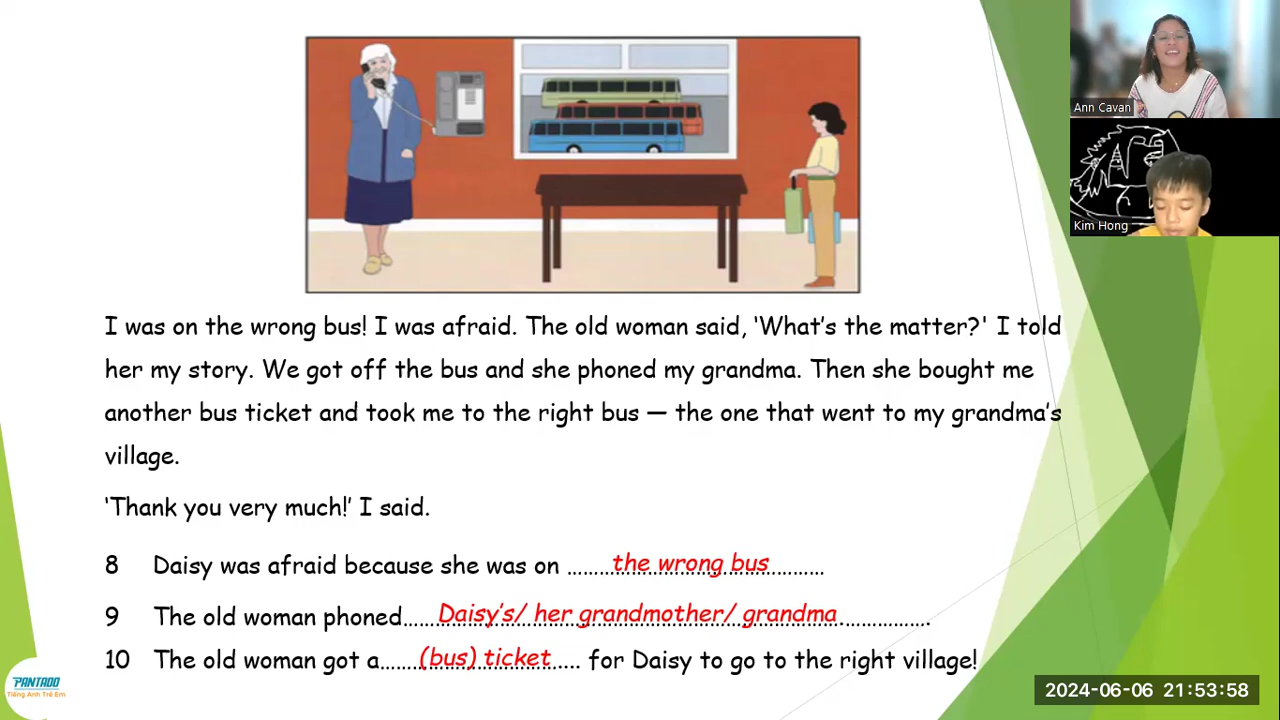 Ann Cavan
Kim Hong
I was on the wrong bus! I was afraid. The old woman said, ‘What’s the matter?' I told
her my story. We got off the bus and she phoned my grandma. Then she bought me
another bus ticket and took me to the right bus — the one that went to my grandma’s
village.
‘Thank you very much!’ I said.
8 Daisy was afraid because she was on ......the wrong bus......
9 The old woman phoned......Daisy’s/ her grandmother/ grandma...............
10 The old woman got a......(bus) ticket..... for Daisy to go to the right village!
PANTADO
Tiếng Anh Trẻ Em
2024-06-06 21:53:58